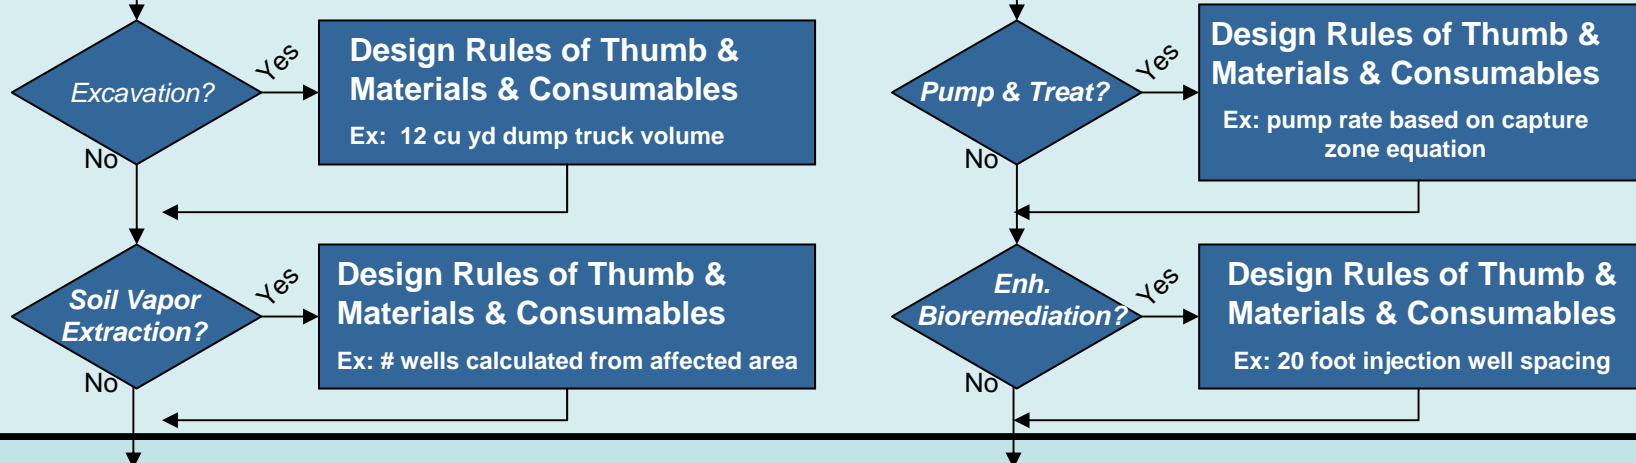 Excavation?
Yes
No
Design Rules of Thumb &
Materials & Consumables
Ex: 12 cu yd dump truck volume
Soil Vapor
Extraction?
Yes
No
Design Rules of Thumb &
Materials & Consumables
Ex: # wells calculated from affected area
Pump & Treat?
Yes
No
Design Rules of Thumb &
Materials & Consumables
Ex: pump rate based on capture
zone equation
Enh.
Bioremediation?
Yes
No
Design Rules of Thumb &
Materials & Consumables
Ex: 20 foot injection well spacing